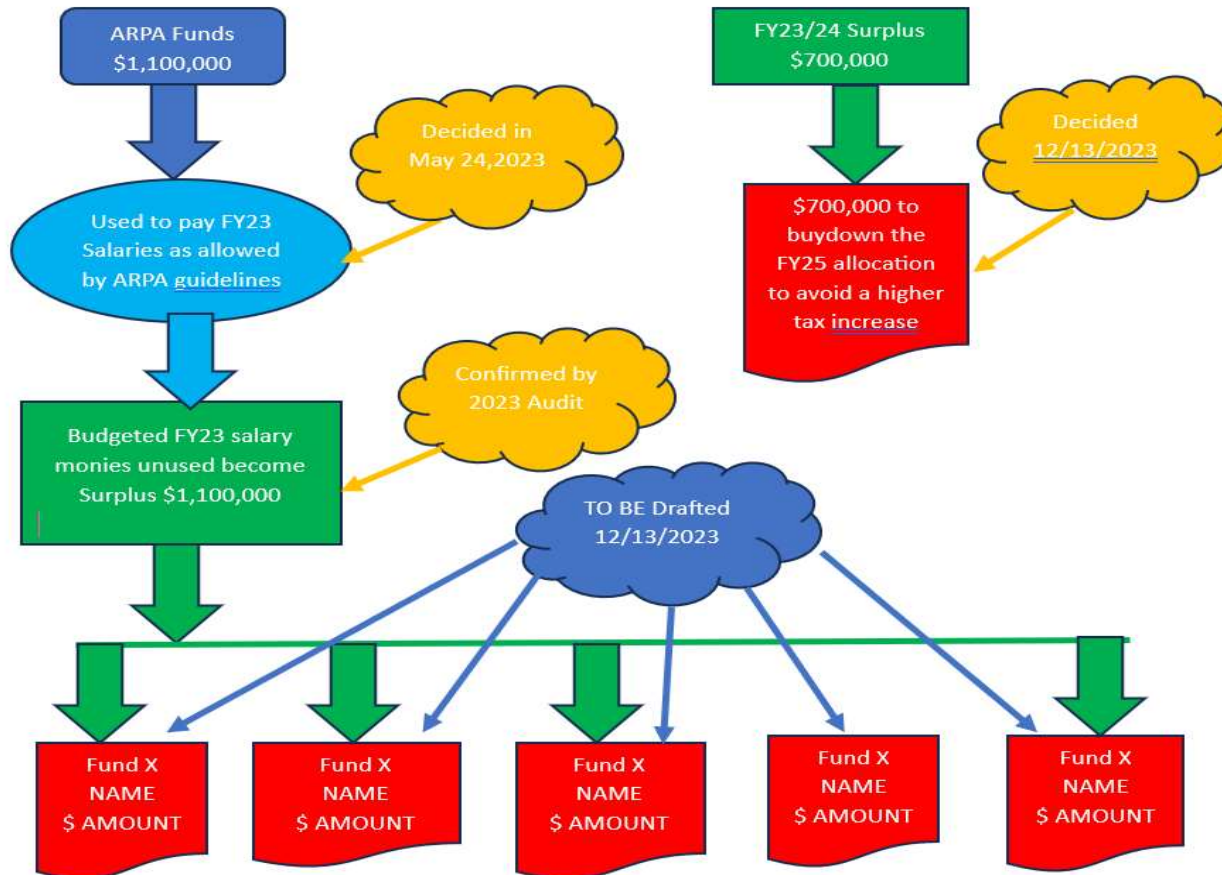 ARPA Funds
$1,100,000
FY23/24 Surplus
$700,000
Decided in
May 24,2023
Decided
12/13/2023
Used to pay FY23
Salaries as allowed
by ARPA guidelines
$700,000 to
buydown the
FY25 allocation
to avoid a higher
tax increase
Confirmed by
2023 Audit
Budgeted FY23 salary
monies unused become
Surplus $1,100,000
TO BE Drafted
12/13/2023
Fund X
NAME
$ AMOUNT
Fund X
NAME
$ AMOUNT
Fund X
NAME
$ AMOUNT
Fund X
NAME
$ AMOUNT
Fund X
NAME
$ AMOUNT